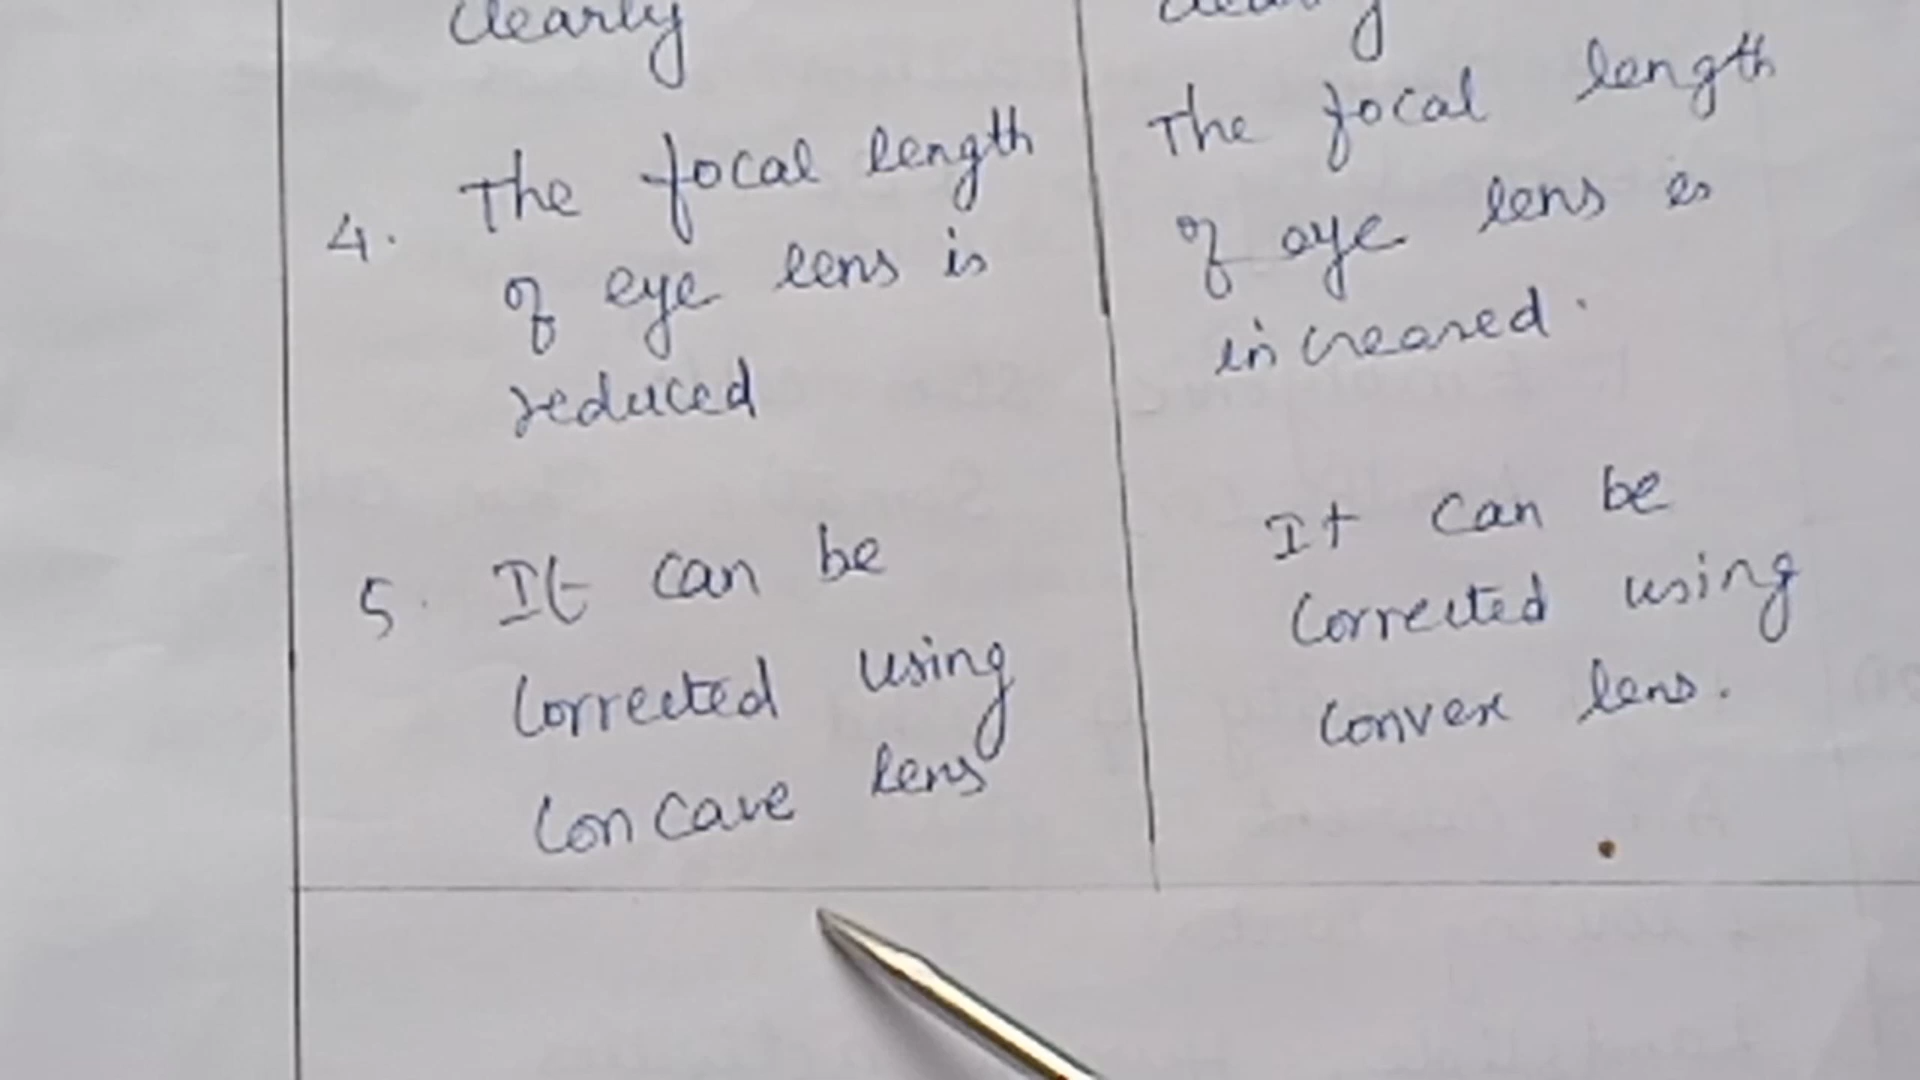 clearly
4. The focal length
of eye lens is
reduced
5. It can be
corrected using
concave lens
The focal length
of eye lens is
increased.
It can be
corrected using
convex lens.